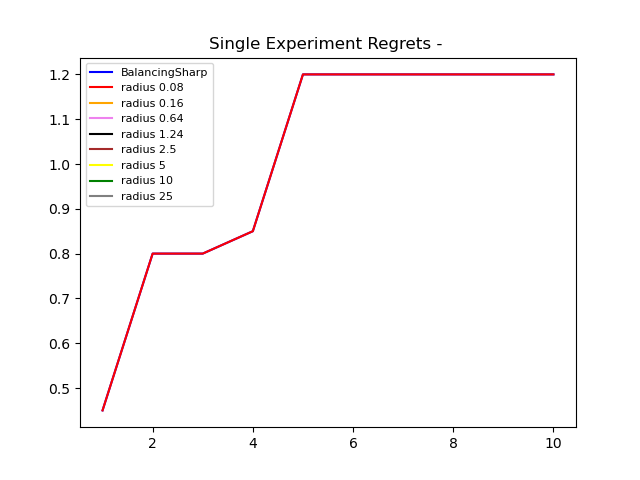 Single Experiment Regrets -
BalancingSharp
radius 0.08
radius 0.16
radius 0.64
radius 1.24
radius 2.5
radius 5
radius 10
radius 25
1.2
1.1
1.0
0.9
0.8
0.7
0.6
0.5
2 4 6 8 10